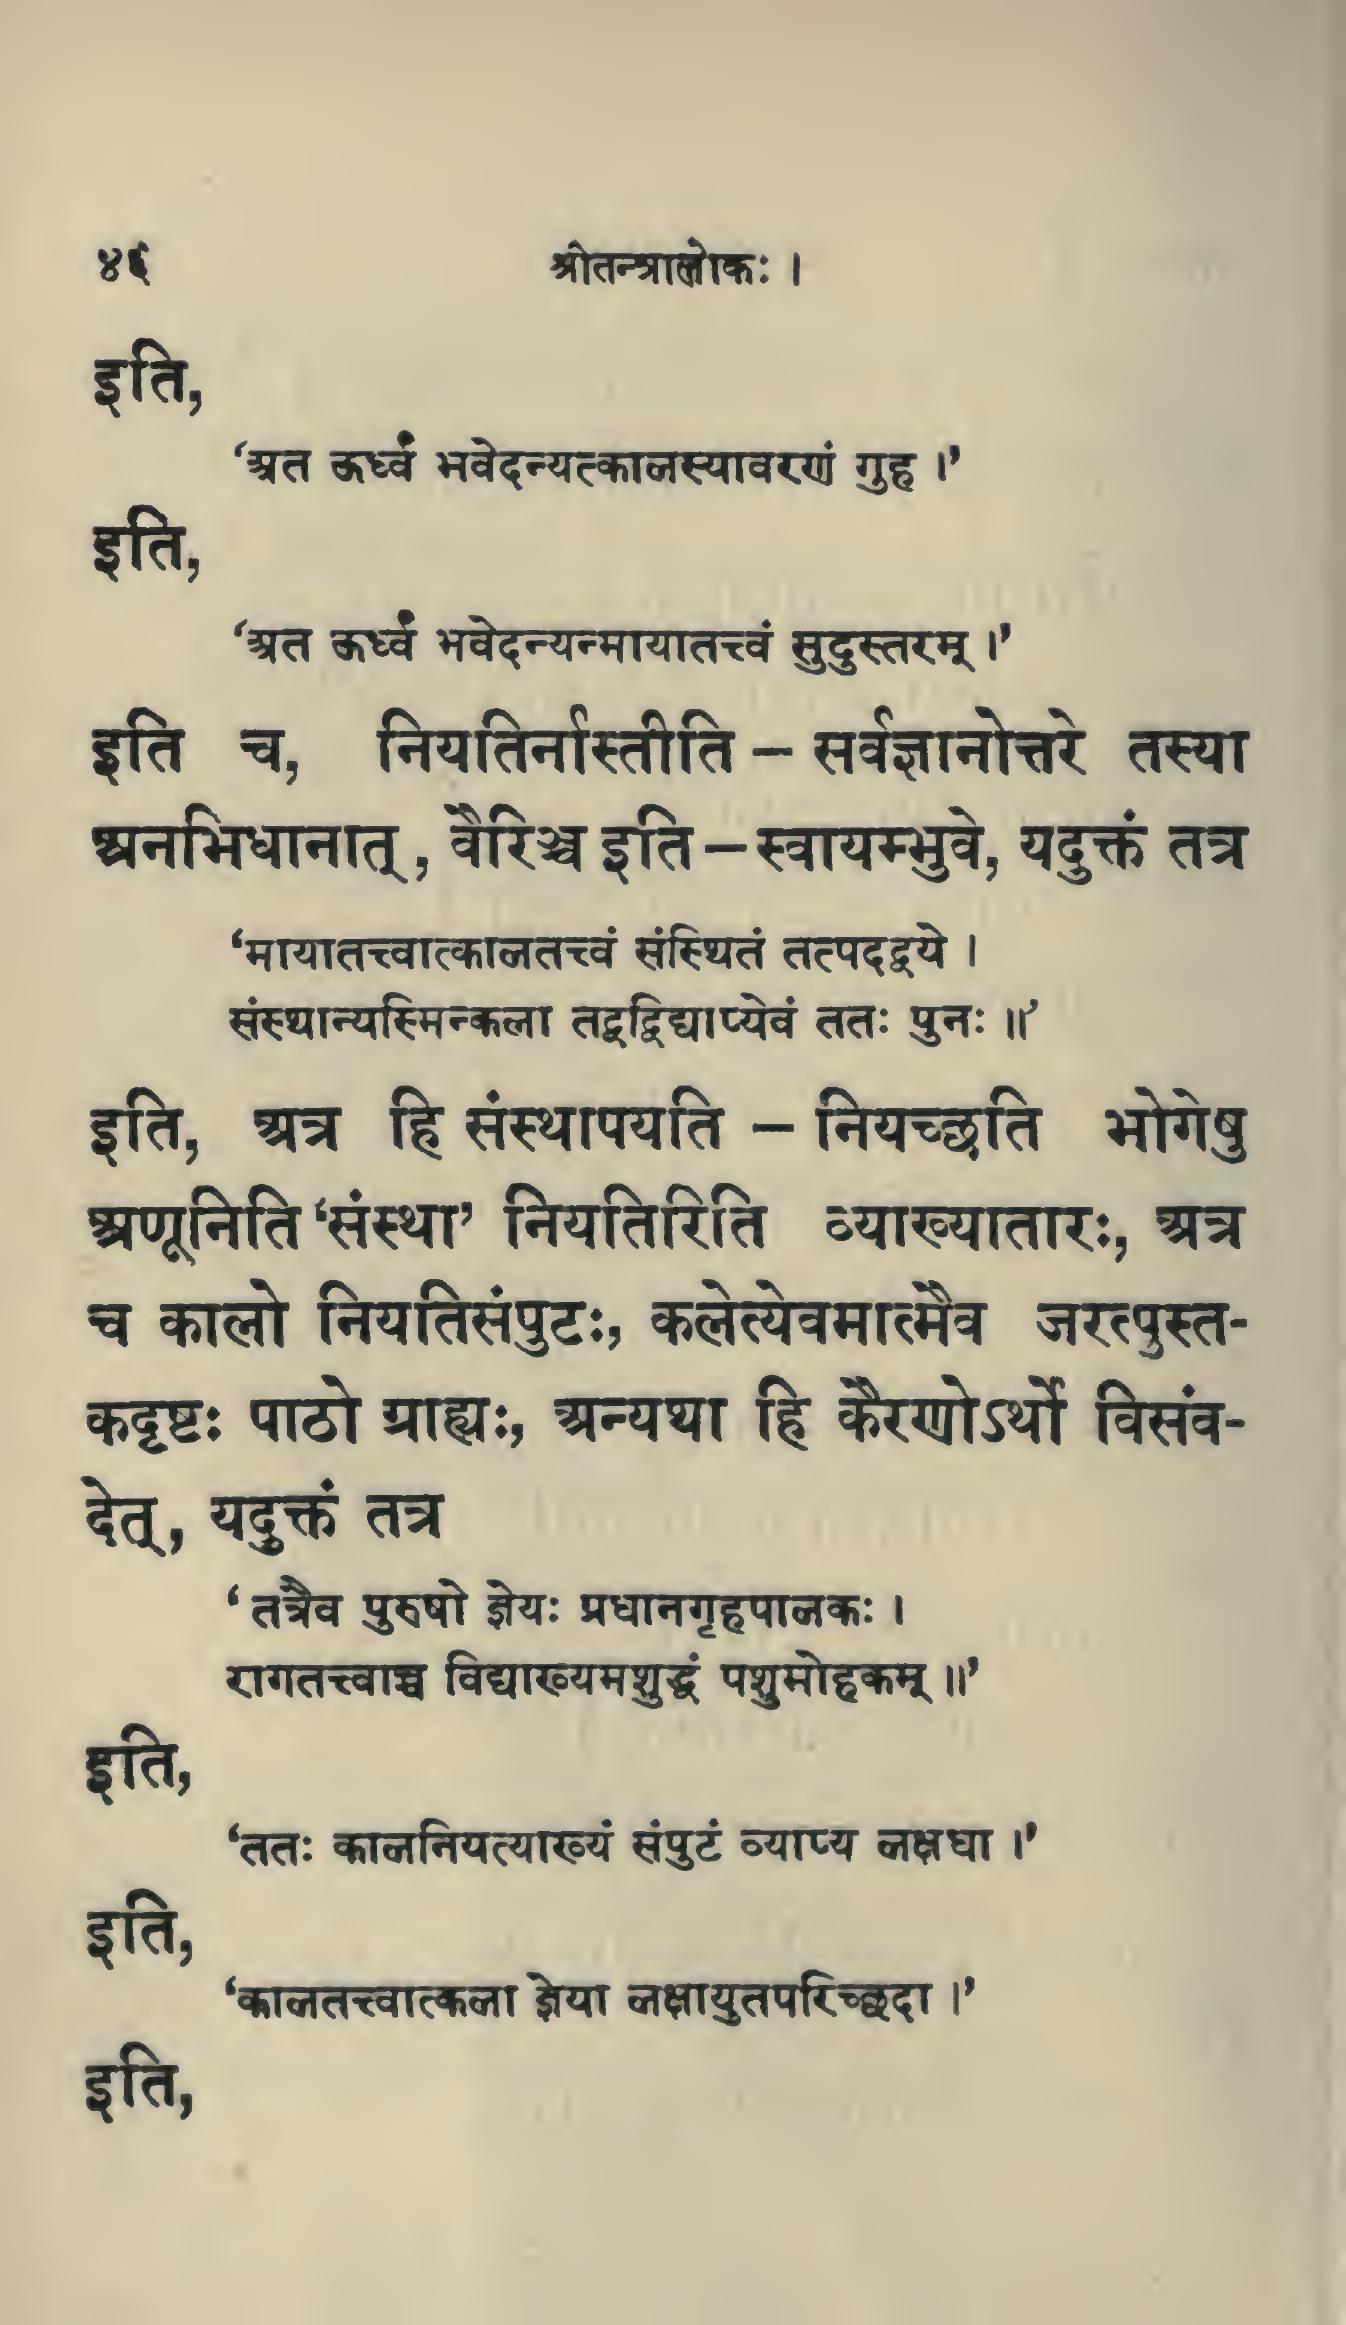 ४६ श्रीतन्त्रालोकः ।
इति,
‘अत ऊर्ध्वं भवेदन्यत्कालस्यावरणं गुह ।’
इति,
‘अत ऊर्ध्वं भवेदन्यन्मायातत्त्वं सुदुस्तरम् ।’
इति च, नियतिर्नास्तीति – सर्वज्ञानोत्तरे तस्या
अनभिधानात्, वैरिञ्च इति – स्वायम्भुवे, यदुक्तं तत्र
‘मायातत्त्वात्कालतत्त्वं संस्थितं तत्पदद्वये ।
संस्थान्यस्मिन्कला तद्वद्विद्याप्येवं ततः पुनः ॥’
इति, अत्र हि संस्थापयति – नियच्छति भोगेषु
अणूनिति ‘संस्था’ नियतिरिति व्याख्यातारः, अत्र
च कालो नियतिसंपुटः, कलेत्येवमात्मैव जरत्पुस्त-
कदृष्टः पाठो ग्राह्यः, अन्यथा हि कैरणोऽर्थो विसंव-
देत्, यदुक्तं तत्र
‘तत्रैव पुरुषो ज्ञेयः प्रधानगृहपालकः ।
रागतत्त्वाच्च विद्याख्यमशुद्धं पशुमोहकम् ॥’
इति,
‘ततः कालनियत्याख्यं संपुटं व्याप्य लक्षधा ।’
इति,
‘कालतत्त्वात्कला ज्ञेया लक्षायुतपरिच्छदा ।’
इति,